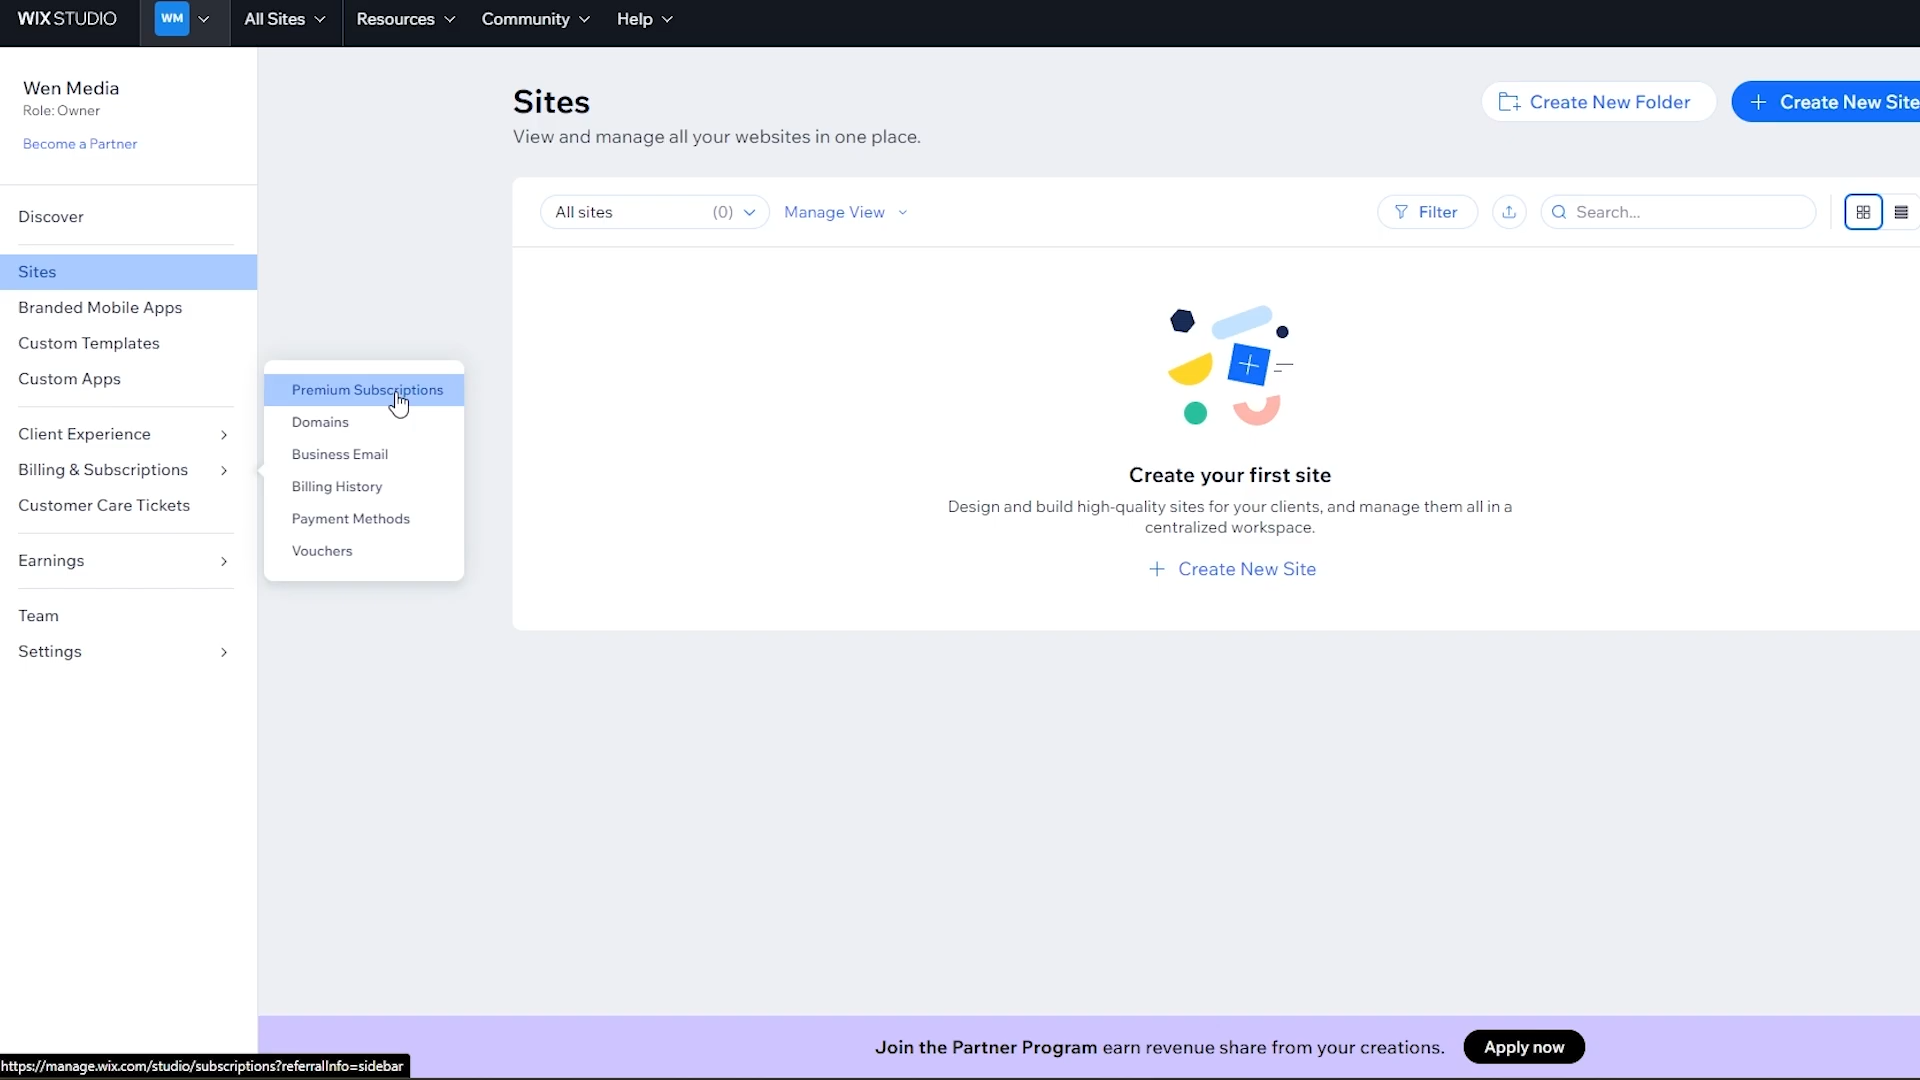 WIX STUDIO
WM
All Sites
Resources
Community
Help
Wen Media
Role: Owner
Become a Partner
Discover
Sites
Branded Mobile Apps
Custom Templates
Custom Apps
Client Experience
Billing & Subscriptions
Customer Care Tickets
Earnings
Team
Settings
Premium Subscriptions
Domains
Business Email
Billing History
Payment Methods
Vouchers
Sites
View and manage all your websites in one place.
Create New Folder
Create New Site
All sites (0)
Manage View
Filter
Search...
Create your first site
Design and build high-quality sites for your clients, and manage them all in a
centralized workspace.
Create New Site
Join the Partner Program earn revenue share from your creations.
Apply now
https://manage.wix.com/studio/subscriptions?referralInfo=sidebar